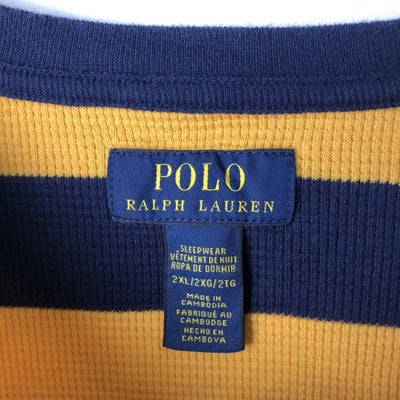 POLO
RALPH LAUREN
SLEEPWEAR
VÊTEMENT DE NUIT
ROPA DE DORMIR
2XL/2XG/2TG
MADE IN
CAMBODIA
FABRIQUÉ AU
CAMBODGE
HECHO EN
CAMBOYA